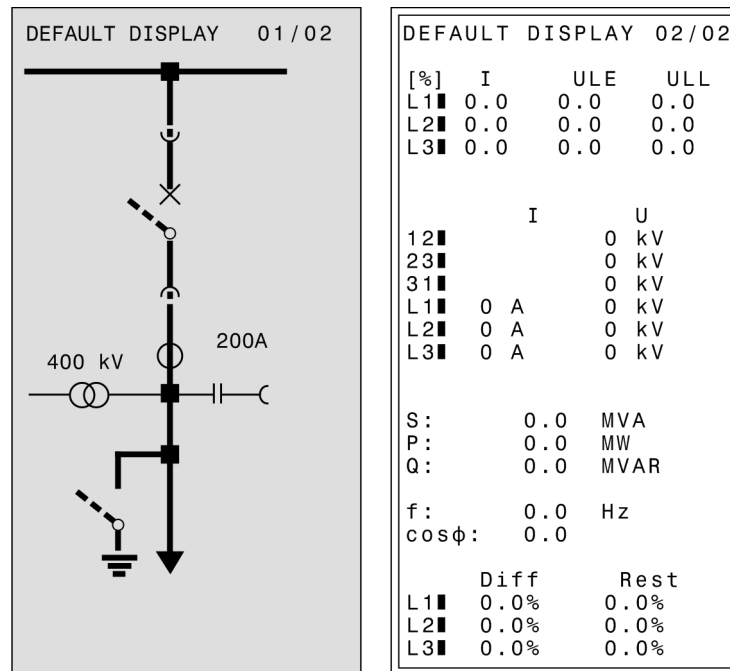 DEFAULT DISPLAY 01/02
200A
400 kV
DEFAULT DISPLAY 02/02
[%] I ULE ULL
L1 0.0 0.0 0.0
L2 0.0 0.0 0.0
L3 0.0 0.0 0.0
I U
12 0 kV
23 0 kV
31 0 kV
L1 0 A 0 kV
L2 0 A 0 kV
L3 0 A 0 kV
S: 0.0 MVA
P: 0.0 MW
Q: 0.0 MVAR
f: 0.0 Hz
cosϕ: 0.0
Diff Rest
L1 0.0% 0.0%
L2 0.0% 0.0%
L3 0.0% 0.0%